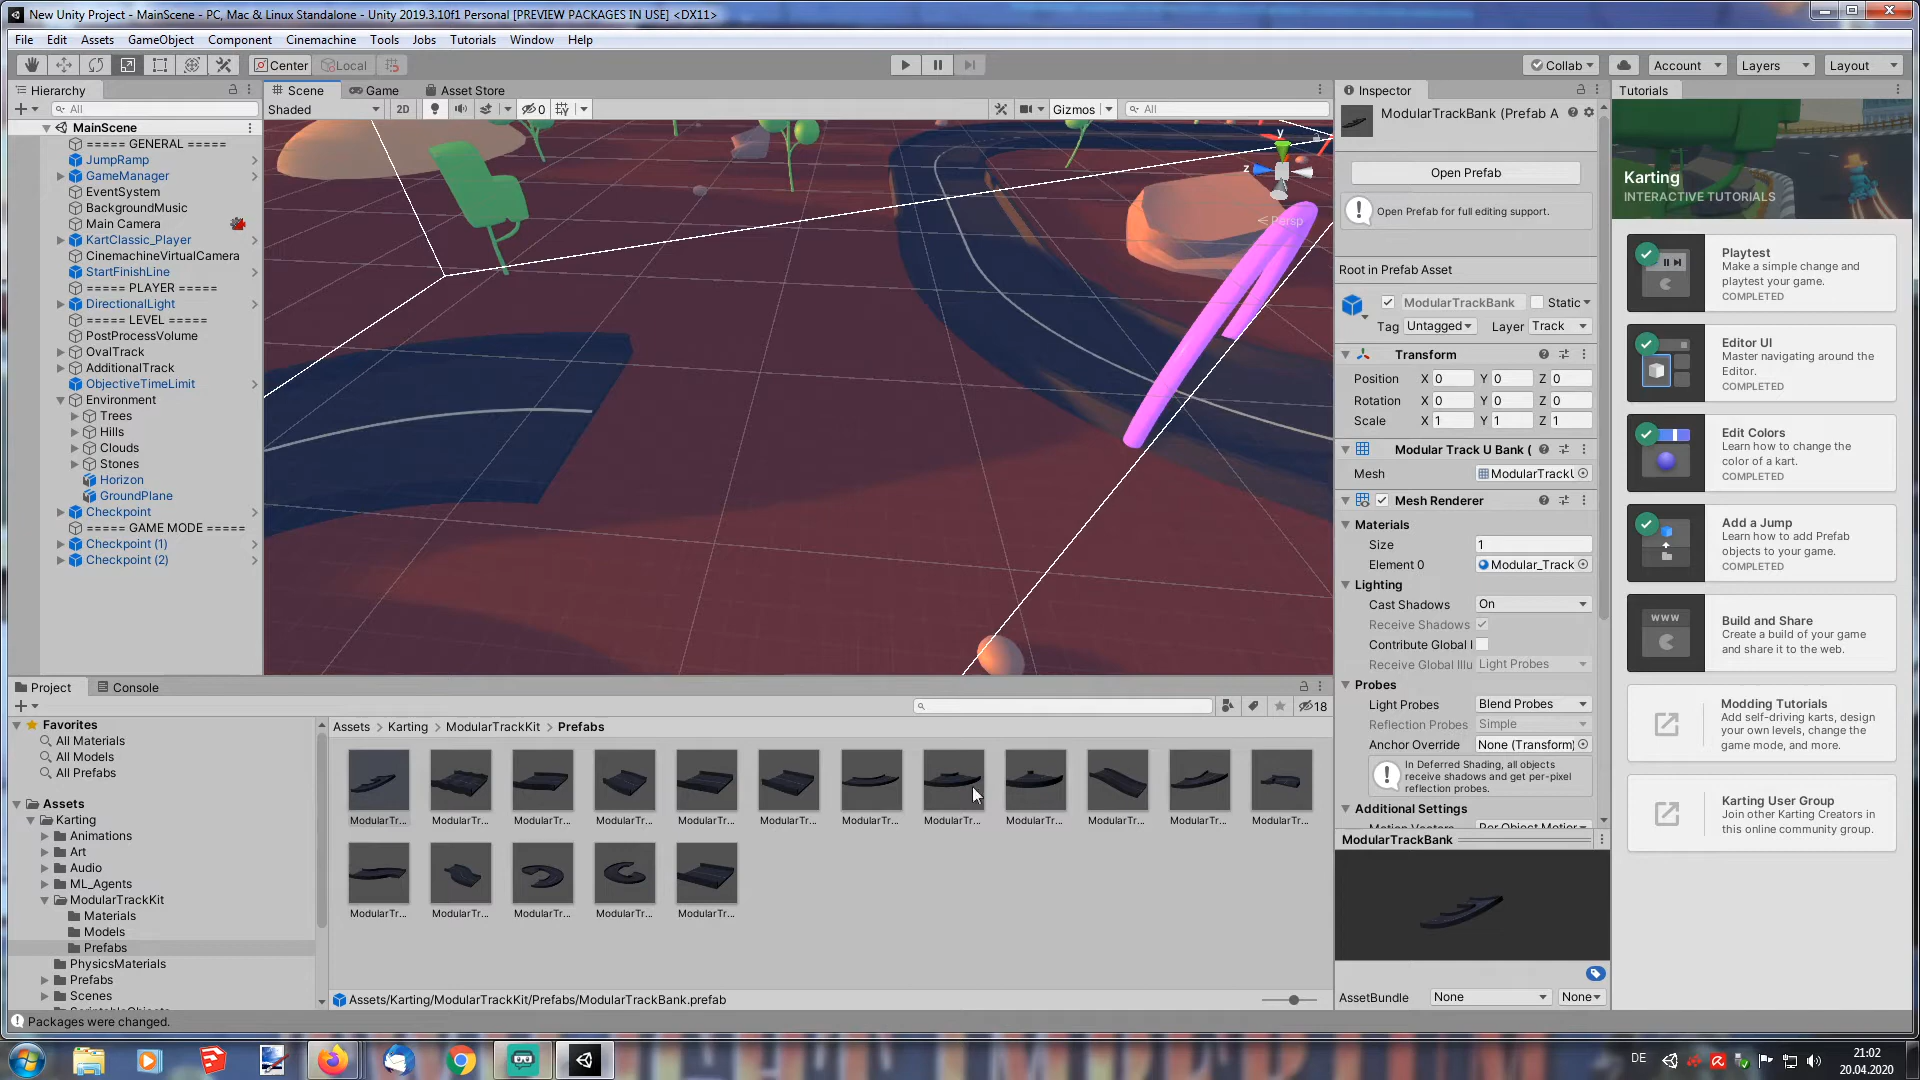 New Unity Project - MainScene - PC, Mac & Linux Standalone - Unity 2019.3.10f1 Personal [PREVIEW PACKAGES IN USE] <DX11>
File Edit Assets GameObject Component Cinemachine Tools Jobs Tutorials Window Help
Center Local Collab Account Layers Layout
Hierarchy
All
MainScene
===== GENERAL =====
JumpRamp
GameManager
EventSystem
BackgroundMusic
Main Camera
KartClassic_Player
CinemachineVirtualCamera
StartFinishLine
===== PLAYER =====
DirectionalLight
===== LEVEL =====
PostProcessVolume
OvalTrack
AdditionalTrack
ObjectiveTimeLimit
Environment
Trees
Hills
Clouds
Stones
Horizon
GroundPlane
Checkpoint
===== GAME MODE =====
Checkpoint (1)
Checkpoint (2)
Scene Game Asset Store
Shaded 2D 0 Gizmos All
y
z
Persp
Inspector
ModularTrackBank (Prefab A
Open Prefab
Open Prefab for full editing support.
Root in Prefab Asset
ModularTrackBank Static
Tag Untagged Layer Track
Transform
Position X 0 Y 0 Z 0
Rotation X 0 Y 0 Z 0
Scale X 1 Y 1 Z 1
Modular Track U Bank (
Mesh ModularTrackU
Mesh Renderer
Materials
Size 1
Element 0 Modular_Track
Lighting
Cast Shadows On
Receive Shadows
Contribute Global I
Receive Global Illu Light Probes
Probes
Light Probes Blend Probes
Reflection Probes Simple
Anchor Override None (Transform)
In Deferred Shading, all objects
receive shadows and get per-pixel
reflection probes.
Additional Settings
Motion Vectors Per Object Motion
ModularTrackBank
AssetBundle None None
Tutorials
Karting
INTERACTIVE TUTORIALS
Playtest
Make a simple change and
playtest your game.
COMPLETED
Editor UI
Master navigating around the
Editor.
COMPLETED
Edit Colors
Learn how to change the
color of a kart.
COMPLETED
Add a Jump
Learn how to add Prefab
objects to your game.
COMPLETED
WWW
Build and Share
Create a build of your game
and share it to the web.
Modding Tutorials
Add self-driving karts, design
your own levels, change the
game mode, and more.
Karting User Group
Join other Karting Creators in
this online community group.
Project Console
18
Favorites
All Materials
All Models
All Prefabs
Assets
Karting
Animations
Art
Audio
ML_Agents
ModularTrackKit
Materials
Models
Prefabs
PhysicsMaterials
Prefabs
Scenes
ScriptableObjects
Assets > Karting > ModularTrackKit > Prefabs
ModularTr... ModularTr... ModularTr... ModularTr... ModularTr... ModularTr... ModularTr... ModularTr... ModularTr... ModularTr... ModularTr... ModularTr...
ModularTr... ModularTr... ModularTr... ModularTr... ModularTr...
Assets/Karting/ModularTrackKit/Prefabs/ModularTrackBank.prefab
Packages were changed.
DE
21:02
20.04.2020